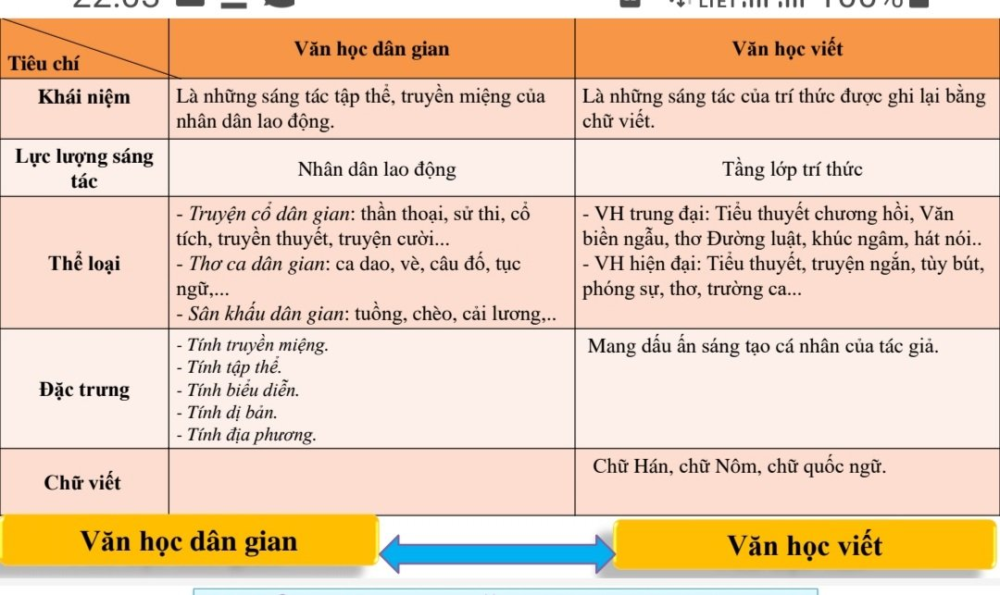 Văn học dân gian
Văn học viết
Tiêu chí
Khái niệm
Là những sáng tác tập thể, truyền miệng của
nhân dân lao động.
Là những sáng tác của trí thức được ghi lại bằng
chữ viết.
Lực lượng sáng
tác
Nhân dân lao động
Tầng lớp trí thức
Thể loại
- Truyện cổ dân gian: thần thoại, sử thi, cổ
tích, truyền thuyết, truyện cười...
- Thơ ca dân gian: ca dao, vè, câu đố, tục
ngữ,...
- Sân khấu dân gian: tuồng, chèo, cải lương,..
- VH trung đại: Tiểu thuyết chương hồi, Văn
biền ngẫu, thơ Đường luật, khúc ngâm, hát nói..
- VH hiện đại: Tiểu thuyết, truyện ngắn, tùy bút,
phóng sự, thơ, trường ca...
Đặc trưng
- Tính truyền miệng.
- Tính tập thể.
- Tính biểu diễn.
- Tính dị bản.
- Tính địa phương.
Mang dấu ấn sáng tạo cá nhân của tác giả.
Chữ viết
Chữ Hán, chữ Nôm, chữ quốc ngữ.
Văn học dân gian
Văn học viết